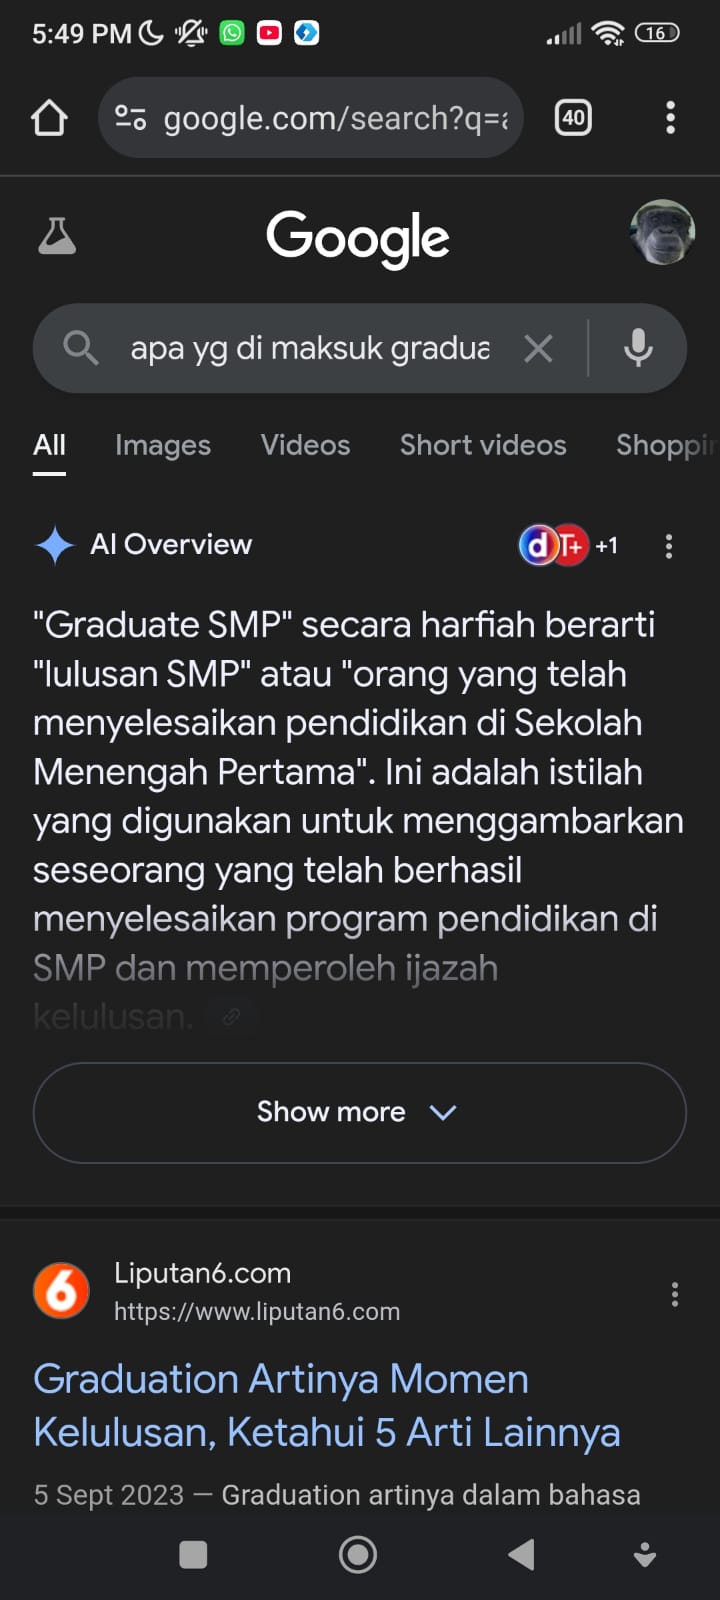 5:49 PM
16
google.com/search?q=
40
Google
apa yg di maksuk gradua
All Images Videos Short videos Shoppin
AI Overview
d T+ +1
"Graduate SMP" secara harfiah berarti
"lulusan SMP" atau "orang yang telah
menyelesaikan pendidikan di Sekolah
Menengah Pertama". Ini adalah istilah
yang digunakan untuk menggambarkan
seseorang yang telah berhasil
menyelesaikan program pendidikan di
SMP dan memperoleh ijazah
kelulusan.
Show more
6
Liputan6.com
https://www.liputan6.com
Graduation Artinya Momen
Kelulusan, Ketahui 5 Arti Lainnya
5 Sept 2023 — Graduation artinya dalam bahasa